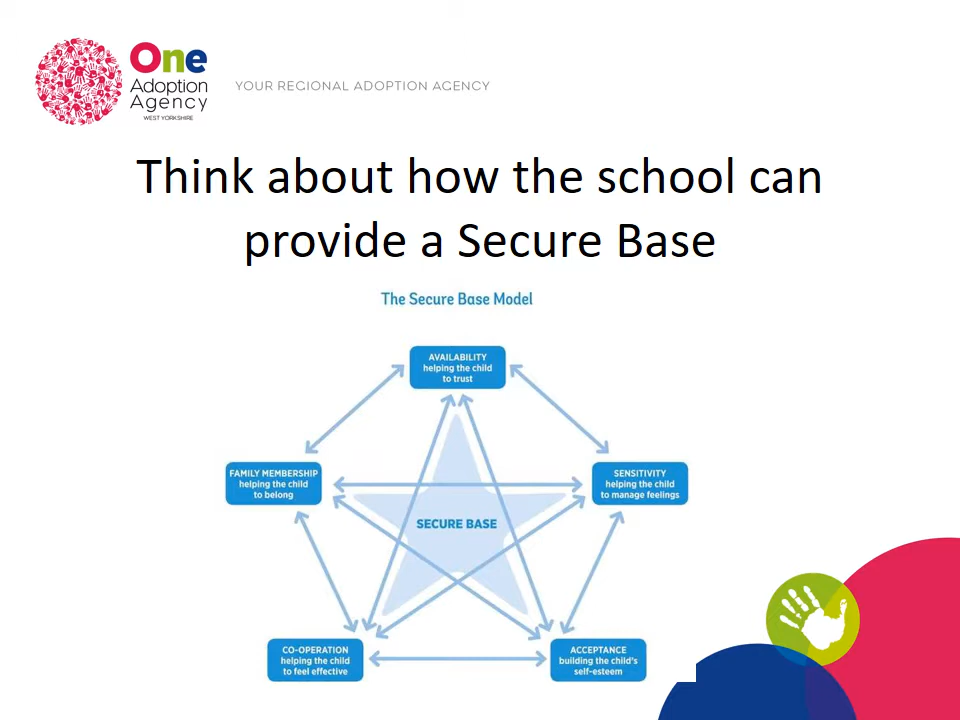 One
Adoption
Agency
WEST YORKSHIRE
YOUR REGIONAL ADOPTION AGENCY
Think about how the school can
provide a Secure Base
The Secure Base Model
AVAILABILITY
helping the child
to trust
FAMILY MEMBERSHIP
helping the child
to belong
SENSITIVITY
helping the child
to manage feelings
SECURE BASE
CO-OPERATION
helping the child
to feel effective
ACCEPTANCE
building the child's
self-esteem